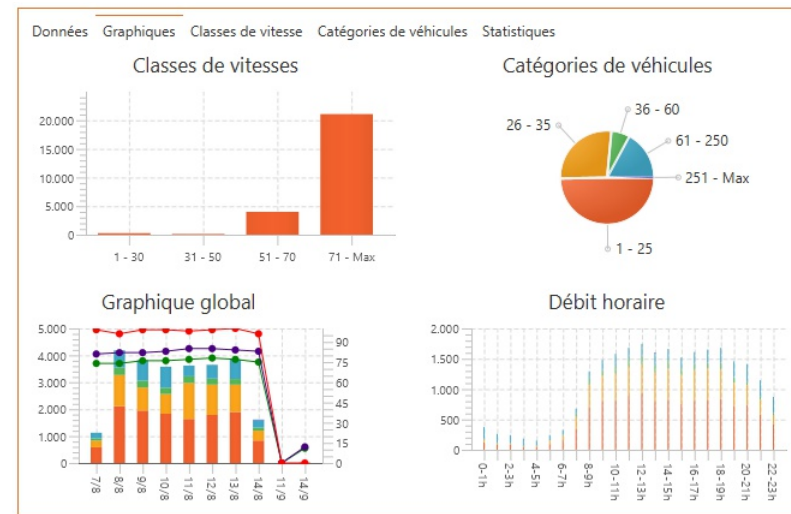 Données Graphiques Classes de vitesse Catégories de véhicules Statistiques
Classes de vitesses
20.000
15.000
10.000
5.000
0
1 - 30 31 - 50 51 - 70 71 - Max
Catégories de véhicules
36 - 60
26 - 35
61 - 250
251 - Max
1 - 25
Graphique global
5.000
4.000
3.000
2.000
1.000
0
90
75
60
45
30
15
0
7/8 8/8 9/8 10/8 11/8 12/8 13/8 14/8 11/9 14/9
Débit horaire
2.000
1.500
1.000
500
0
0-1h 2-3h 4-5h 6-7h 8-9h 10-11h 12-13h 14-15h 16-17h 18-19h 20-21h 22-23h